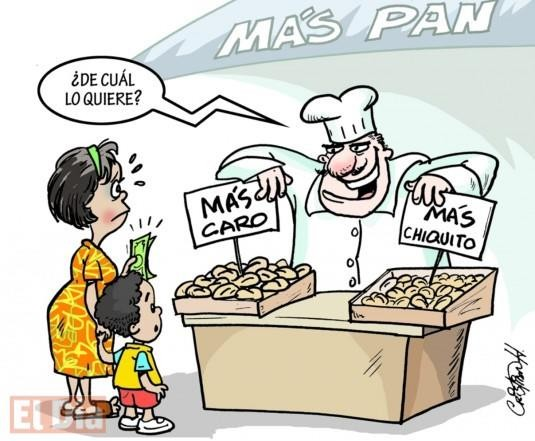 MÁS PAN
¿DE CUÁL
LO QUIERE?
MÁS
CARO
MÁS
CHIQUITO
El Día